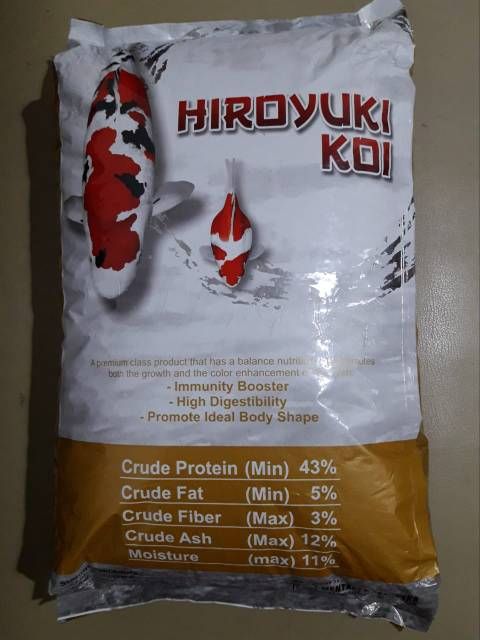 HIROYUKI
KOI
A premium class product that has a balance
both the growth and the color enhancement
- Immunity Booster
- High Digestibility
- Promote Ideal Body Shape
Crude Protein (Min) 43%
Crude Fat (Min) 5%
Crude Fiber (Max) 3%
Crude Ash (Max) 12%
Moisture (max) 11%